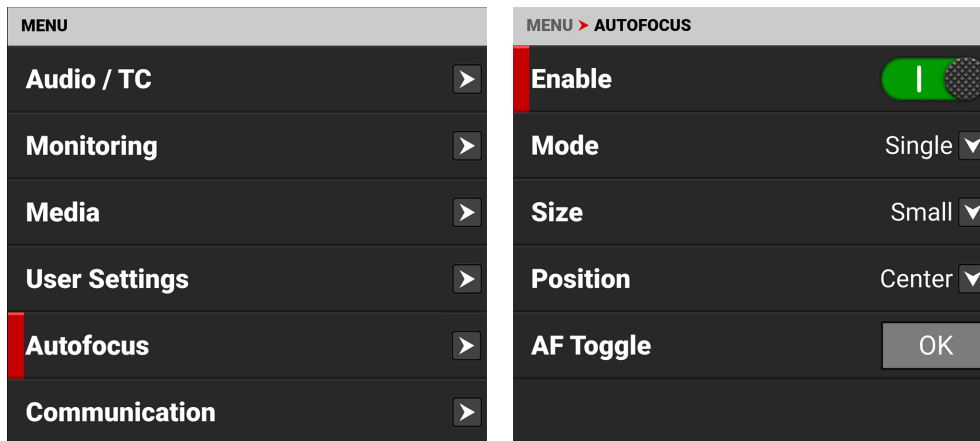 MENU
Audio / TC
Monitoring
Media
User Settings
Autofocus
Communication
MENU AUTOFOCUS
Enable
Mode Single
Size Small
Position Center
AF Toggle OK